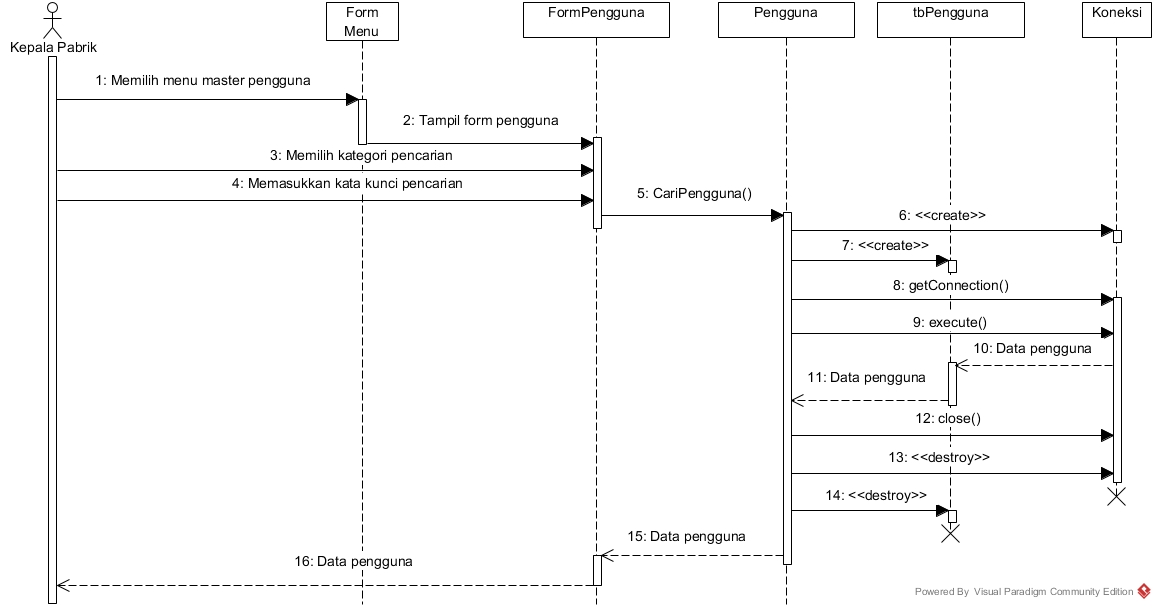 Kepala Pabrik
Form
Menu
FormPengguna
Pengguna
tbPengguna
Koneksi
1: Memilih menu master pengguna
2: Tampil form pengguna
3: Memilih kategori pencarian
4: Memasukkan kata kunci pencarian
5: CariPengguna()
6: <<create>>
7: <<create>>
8: getConnection()
9: execute()
10: Data pengguna
11: Data pengguna
12: close()
13: <<destroy>>
14: <<destroy>>
15: Data pengguna
16: Data pengguna
Powered By Visual Paradigm Community Edition